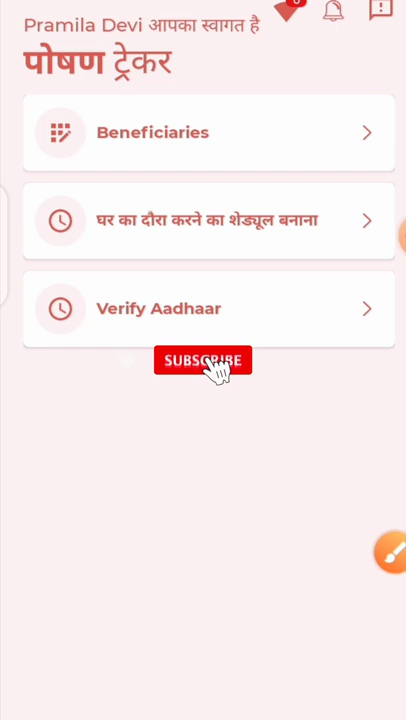 Pramila Devi आपका स्वागत है
पोषण ट्रेकर
Beneficiaries
घर का दौरा करने का शेड्यूल बनाना
Verify Aadhaar
SUBSCRIBE